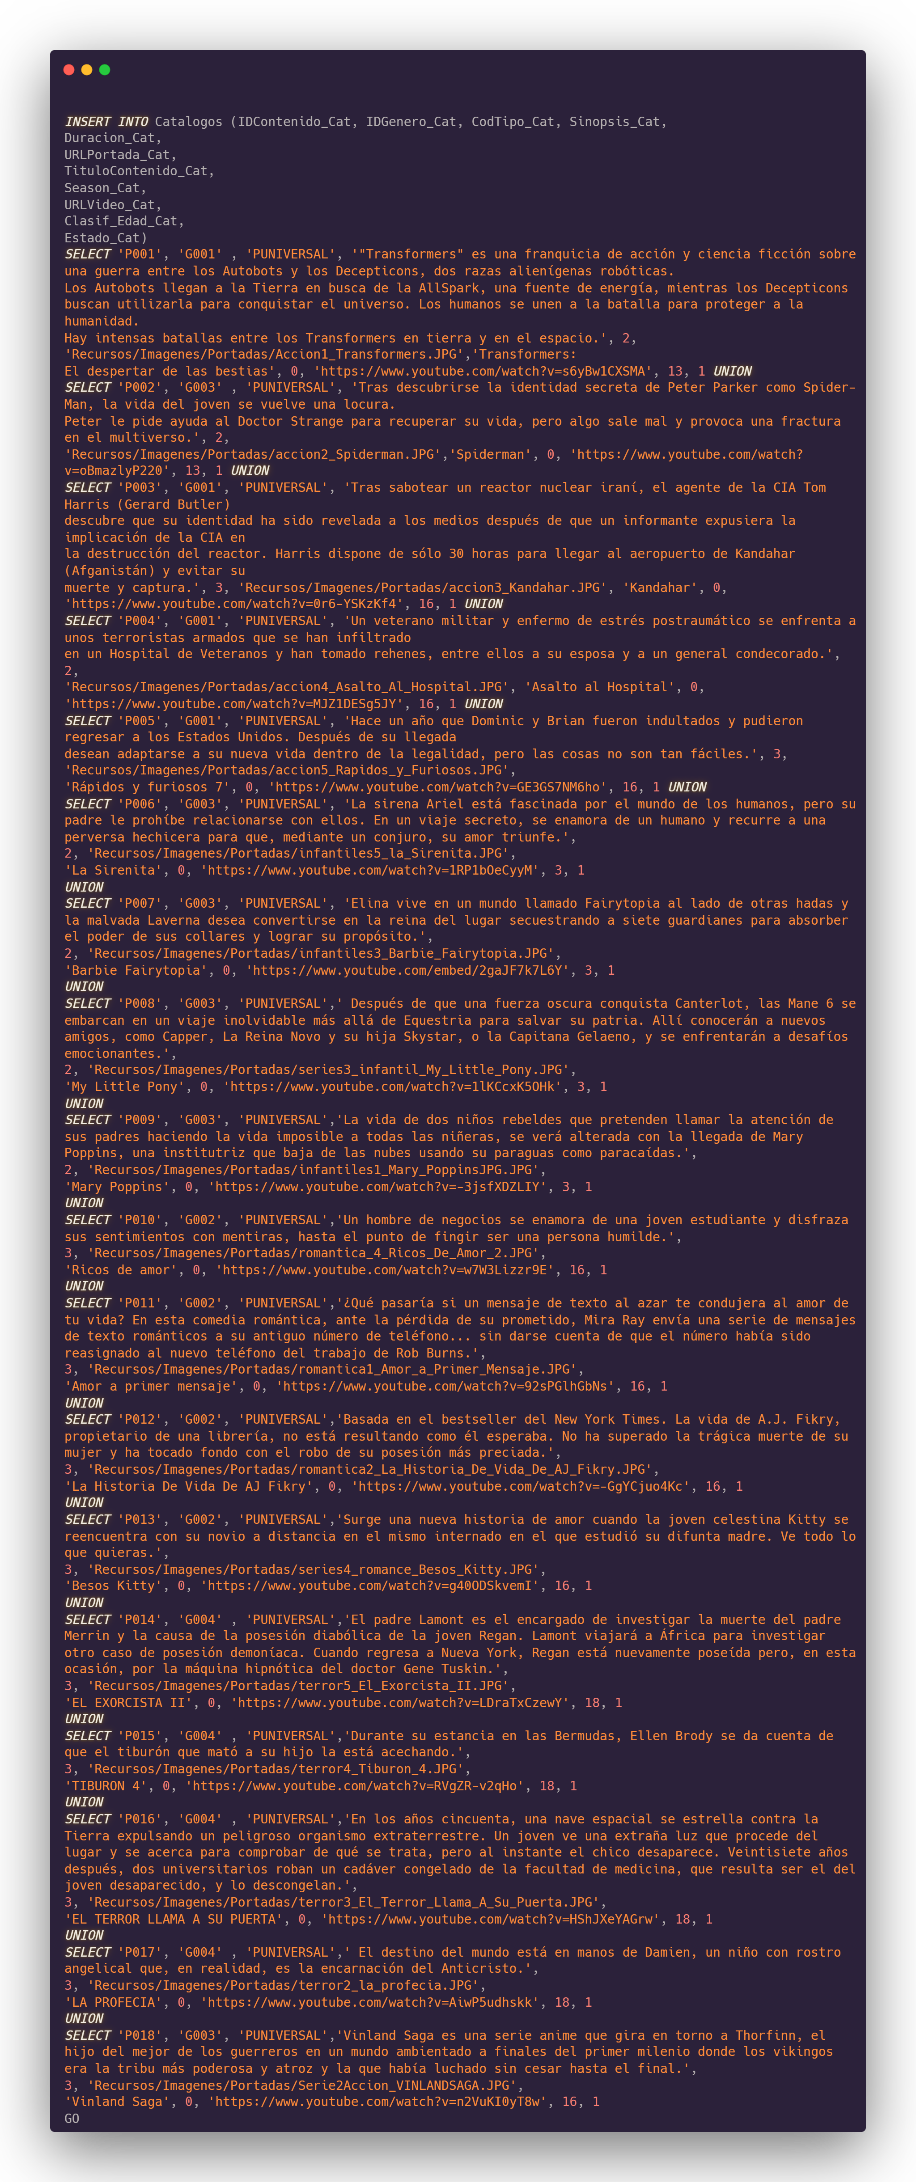 INSERT INTO Catalogos (IDContenido_Cat, IDGenero_Cat, CodTipo_Cat, Sinopsis_Cat,
Duracion_Cat,
URLPortada_Cat,
TituloContenido_Cat,
Season_Cat,
URLVideo_Cat,
Clasif_Edad_Cat,
Estado_Cat)
SELECT 'P001', 'G001' , 'PUNIVERSAL', '"Transformers" es una franquicia de acción y ciencia ficción sobre
una guerra entre los Autobots y los Decepticons, dos razas alienígenas robóticas.
Los Autobots llegan a la Tierra en busca de la AllSpark, una fuente de energía, mientras los Decepticons
buscan utilizarla para conquistar el universo. Los humanos se unen a la batalla para proteger a la
humanidad.
Hay intensas batallas entre los Transformers en tierra y en el espacio.', 2,
'Recursos/Imagenes/Portadas/Accion1_Transformers.JPG','Transformers:
El despertar de las bestias', 0, 'https://www.youtube.com/watch?v=s6yBw1CXSMA', 13, 1 UNION
SELECT 'P002', 'G003' , 'PUNIVERSAL', 'Tras descubrirse la identidad secreta de Peter Parker como Spider-
Man, la vida del joven se vuelve una locura.
Peter le pide ayuda al Doctor Strange para recuperar su vida, pero algo sale mal y provoca una fractura
en el multiverso.', 2,
'Recursos/Imagenes/Portadas/accion2_Spiderman.JPG','Spiderman', 0, 'https://www.youtube.com/watch?
v=oBmazlyP220', 13, 1 UNION
SELECT 'P003', 'G001', 'PUNIVERSAL', 'Tras sabotear un reactor nuclear iraní, el agente de la CIA Tom
Harris (Gerard Butler)
descubre que su identidad ha sido revelada a los medios después de que un informante expusiera la
implicación de la CIA en
la destrucción del reactor. Harris dispone de sólo 30 horas para llegar al aeropuerto de Kandahar
(Afganistán) y evitar su
muerte y captura.', 3, 'Recursos/Imagenes/Portadas/accion3_Kandahar.JPG', 'Kandahar', 0,
'https://www.youtube.com/watch?v=0r6-YSKzKf4', 16, 1 UNION
SELECT 'P004', 'G001', 'PUNIVERSAL', 'Un veterano militar y enfermo de estrés postraumático se enfrenta a
unos terroristas armados que se han infiltrado
en un Hospital de Veteranos y han tomado rehenes, entre ellos a su esposa y a un general condecorado.',
2,
'Recursos/Imagenes/Portadas/accion4_Asalto_Al_Hospital.JPG', 'Asalto al Hospital', 0,
'https://www.youtube.com/watch?v=MJZ1DESg5JY', 16, 1 UNION
SELECT 'P005', 'G001', 'PUNIVERSAL', 'Hace un año que Dominic y Brian fueron indultados y pudieron
regresar a los Estados Unidos. Después de su llegada
desean adaptarse a su nueva vida dentro de la legalidad, pero las cosas no son tan fáciles.', 3,
'Recursos/Imagenes/Portadas/accion5_Rapidos_y_Furiosos.JPG',
'Rápidos y furiosos 7', 0, 'https://www.youtube.com/watch?v=GE3GS7NM6ho', 16, 1 UNION
SELECT 'P006', 'G003', 'PUNIVERSAL', 'La sirena Ariel está fascinada por el mundo de los humanos, pero su
padre le prohíbe relacionarse con ellos. En un viaje secreto, se enamora de un humano y recurre a una
perversa hechicera para que, mediante un conjuro, su amor triunfe.',
2, 'Recursos/Imagenes/Portadas/infantiles5_la_Sirenita.JPG',
'La Sirenita', 0, 'https://www.youtube.com/watch?v=1RP1bOeCyyM', 3, 1
UNION
SELECT 'P007', 'G003', 'PUNIVERSAL', 'Elina vive en un mundo llamado Fairytopia al lado de otras hadas y
la malvada Laverna desea convertirse en la reina del lugar secuestrando a siete guardianes para absorber
el poder de sus collares y lograr su propósito.',
2, 'Recursos/Imagenes/Portadas/infantiles3_Barbie_Fairytopia.JPG',
'Barbie Fairytopia', 0, 'https://www.youtube.com/embed/2gaJF7k7L6Y', 3, 1
UNION
SELECT 'P008', 'G003', 'PUNIVERSAL',' Después de que una fuerza oscura conquista Canterlot, las Mane 6 se
embarcan en un viaje inolvidable más allá de Equestria para salvar su patria. Allí conocerán a nuevos
amigos, como Capper, La Reina Novo y su hija Skystar, o la Capitana Gelaeno, y se enfrentarán a desafíos
emocionantes.',
2, 'Recursos/Imagenes/Portadas/series3_infantil_My_Little_Pony.JPG',
'My Little Pony', 0, 'https://www.youtube.com/watch?v=1lKCcxK5OHk', 3, 1
UNION
SELECT 'P009', 'G003', 'PUNIVERSAL','La vida de dos niños rebeldes que pretenden llamar la atención de
sus padres haciendo la vida imposible a todas las niñeras, se verá alterada con la llegada de Mary
Poppins, una institutriz que baja de las nubes usando su paraguas como paracaídas.',
2, 'Recursos/Imagenes/Portadas/infantiles1_Mary_PoppinsJPG.JPG',
'Mary Poppins', 0, 'https://www.youtube.com/watch?v=-3jsfXDZLIY', 3, 1
UNION
SELECT 'P010', 'G002', 'PUNIVERSAL','Un hombre de negocios se enamora de una joven estudiante y disfraza
sus sentimientos con mentiras, hasta el punto de fingir ser una persona humilde.',
3, 'Recursos/Imagenes/Portadas/romantica_4_Ricos_De_Amor_2.JPG',
'Ricos de amor', 0, 'https://www.youtube.com/watch?v=w7W3Lizzr9E', 16, 1
UNION
SELECT 'P011', 'G002', 'PUNIVERSAL','¿Qué pasaría si un mensaje de texto al azar te condujera al amor de
tu vida? En esta comedia romántica, ante la pérdida de su prometido, Mira Ray envía una serie de mensajes
de texto románticos a su antiguo número de teléfono... sin darse cuenta de que el número había sido
reasignado al nuevo teléfono del trabajo de Rob Burns.',
3, 'Recursos/Imagenes/Portadas/romantica1_Amor_a_Primer_Mensaje.JPG',
'Amor a primer mensaje', 0, 'https://www.youtube.com/watch?v=92sPGlhGbNs', 16, 1
UNION
SELECT 'P012', 'G002', 'PUNIVERSAL','Basada en el bestseller del New York Times. La vida de A.J. Fikry,
propietario de una librería, no está resultando como él esperaba. No ha superado la trágica muerte de su
mujer y ha tocado fondo con el robo de su posesión más preciada.',
3, 'Recursos/Imagenes/Portadas/romantica2_La_Historia_De_Vida_De_AJ_Fikry.JPG',
'La Historia De Vida De AJ Fikry', 0, 'https://www.youtube.com/watch?v=-GgYCjuo4Kc', 16, 1
UNION
SELECT 'P013', 'G002', 'PUNIVERSAL','Surge una nueva historia de amor cuando la joven celestina Kitty se
reencuentra con su novio a distancia en el mismo internado en el que estudió su difunta madre. Ve todo lo
que quieras.',
3, 'Recursos/Imagenes/Portadas/series4_romance_Besos_Kitty.JPG',
'Besos Kitty', 0, 'https://www.youtube.com/watch?v=g40ODSkvemI', 16, 1
UNION
SELECT 'P014', 'G004' , 'PUNIVERSAL','El padre Lamont es el encargado de investigar la muerte del padre
Merrin y la causa de la posesión diabólica de la joven Regan. Lamont viajará a África para investigar
otro caso de posesión demoníaca. Cuando regresa a Nueva York, Regan está nuevamente poseída pero, en esta
ocasión, por la máquina hipnótica del doctor Gene Tuskin.',
3, 'Recursos/Imagenes/Portadas/terror5_El_Exorcista_II.JPG',
'EL EXORCISTA II', 0, 'https://www.youtube.com/watch?v=LDraTxCzewY', 18, 1
UNION
SELECT 'P015', 'G004' , 'PUNIVERSAL','Durante su estancia en las Bermudas, Ellen Brody se da cuenta de
que el tiburón que mató a su hijo la está acechando.',
3, 'Recursos/Imagenes/Portadas/terror4_Tiburon_4.JPG',
'TIBURON 4', 0, 'https://www.youtube.com/watch?v=RVgZR-v2qHo', 18, 1
UNION
SELECT 'P016', 'G004' , 'PUNIVERSAL','En los años cincuenta, una nave espacial se estrella contra la
Tierra expulsando un peligroso organismo extraterrestre. Un joven ve una extraña luz que procede del
lugar y se acerca para comprobar de qué se trata, pero al instante el chico desaparece. Veintisiete años
después, dos universitarios roban un cadáver congelado de la facultad de medicina, que resulta ser el del
joven desaparecido, y lo descongelan.',
3, 'Recursos/Imagenes/Portadas/terror3_El_Terror_Llama_A_Su_Puerta.JPG',
'EL TERROR LLAMA A SU PUERTA', 0, 'https://www.youtube.com/watch?v=HShJXeYAGrw', 18, 1
UNION
SELECT 'P017', 'G004' , 'PUNIVERSAL',' El destino del mundo está en manos de Damien, un niño con rostro
angelical que, en realidad, es la encarnación del Anticristo.',
3, 'Recursos/Imagenes/Portadas/terror2_la_profecia.JPG',
'LA PROFECIA', 0, 'https://www.youtube.com/watch?v=AiwP5udhskk', 18, 1
UNION
SELECT 'P018', 'G003', 'PUNIVERSAL','Vinland Saga es una serie anime que gira en torno a Thorfinn, el
hijo del mejor de los guerreros en un mundo ambientado a finales del primer milenio donde los vikingos
era la tribu más poderosa y atroz y la que había luchado sin cesar hasta el final.',
3, 'Recursos/Imagenes/Portadas/Serie2Accion_VINLANDSAGA.JPG',
'Vinland Saga', 0, 'https://www.youtube.com/watch?v=n2VuKI0yT8w', 16, 1
GO